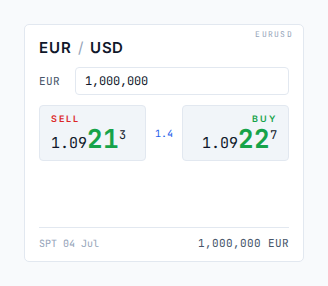 EURUSD
EUR / USD
EUR 1,000,000
SELL BUY
1.09213 1.4 1.09227
SPT 04 Jul 1,000,000 EUR